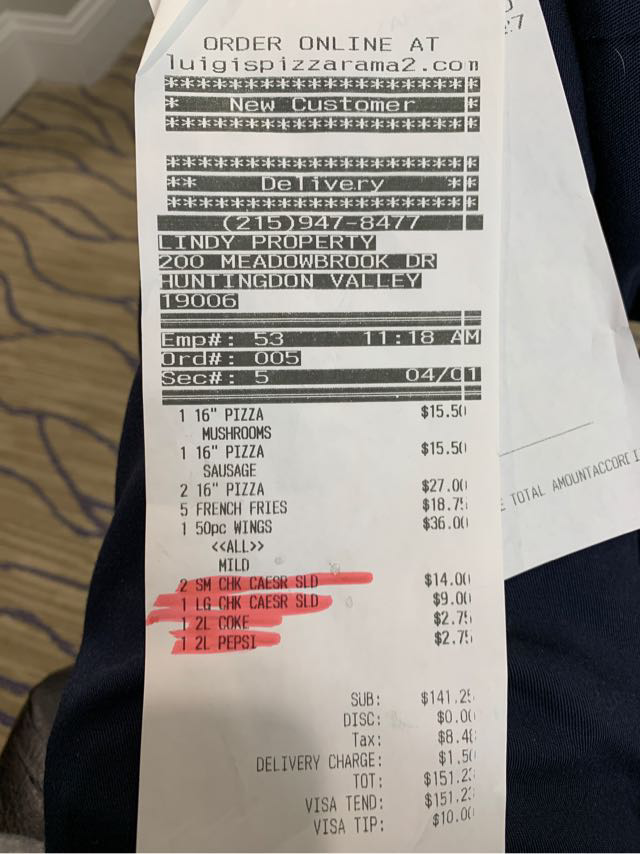 ORDER ONLINE AT
luigispizzarama2.com
********************
* New Customer *
********************
********************
** Delivery **
********************
(215)947-8477
LINDY PROPERTY
200 MEADOWBROOK DR
HUNTINGDON VALLEY
19006
Emp#: 53 11:18 AM
Ord#: 005
Sec#: 5 04/01
1 16" PIZZA $15.50
MUSHROOMS
1 16" PIZZA $15.50
SAUSAGE
2 16" PIZZA $27.00
5 FRENCH FRIES $18.75
1 50pc WINGS $36.00
<<ALL>>
MILD
2 SM CHK CAESR SLD $14.00
1 LG CHK CAESR SLD $9.00
1 2L COKE $2.75
1 2L PEPSI $2.75
SUB: $141.25
DISC: $0.00
Tax: $8.48
DELIVERY CHARGE: $1.50
TOT: $151.23
VISA TEND: $151.23
VISA TIP: $10.00
TOTAL AMOUNT ACCORDI